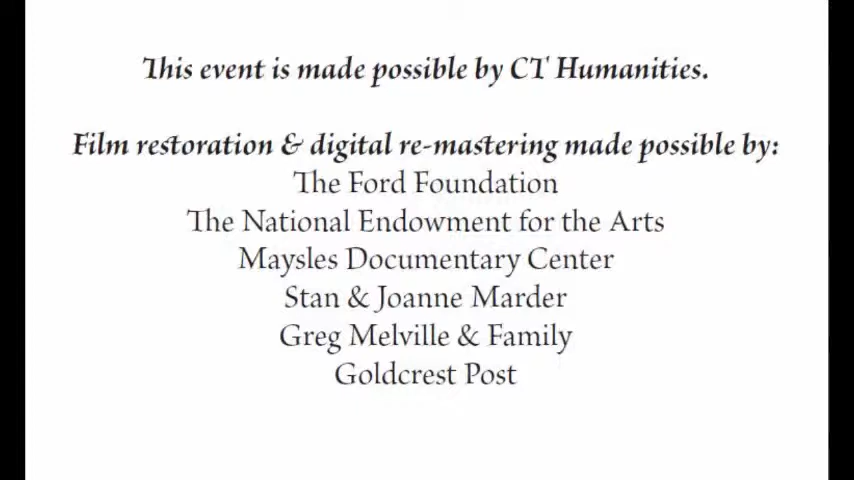 This event is made possible by CT Humanities.
Film restoration & digital re-mastering made possible by:
The Ford Foundation
The National Endowment for the Arts
Maysles Documentary Center
Stan & Joanne Marder
Greg Melville & Family
Goldcrest Post